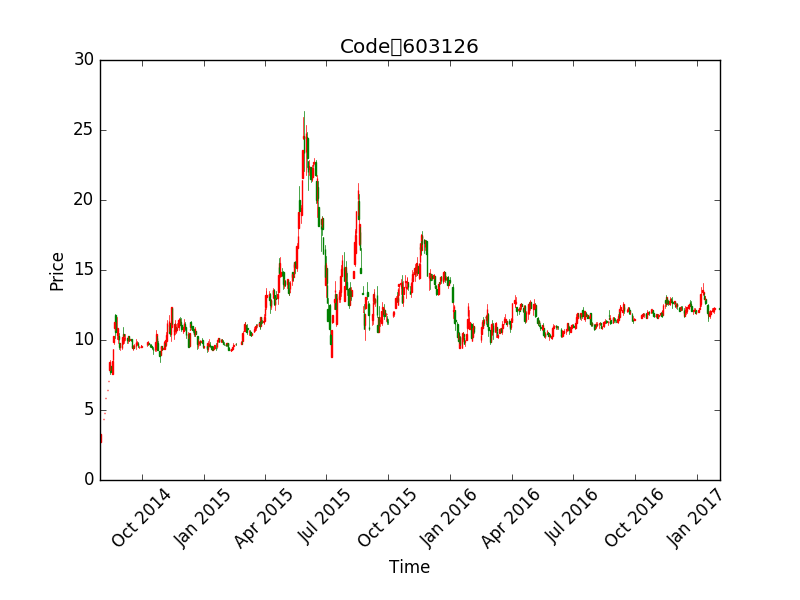 Code▯603126
30
25
20
15
10
5
0
Price
Oct 2014
Jan 2015
Apr 2015
Jul 2015
Oct 2015
Jan 2016
Apr 2016
Jul 2016
Oct 2016
Jan 2017
Time